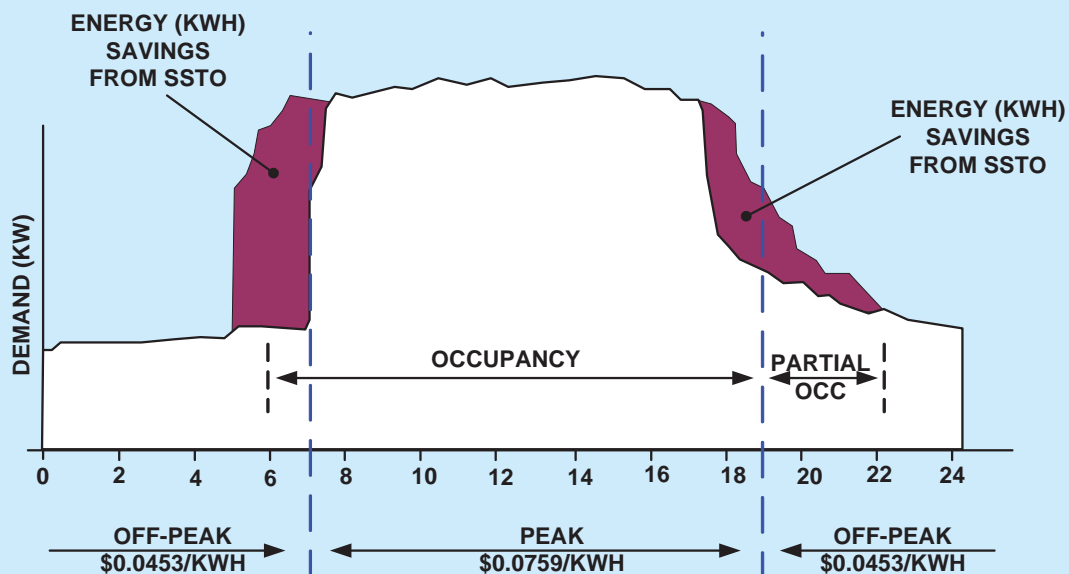 ENERGY (KWH)
SAVINGS
FROM SSTO
ENERGY (KWH)
SAVINGS
FROM SSTO
DEMAND (KW)
OCCUPANCY
PARTIAL
OCC
0 2 4 6 8 10 12 14 16 18 20 22 24
OFF-PEAK
$0.0453/KWH
PEAK
$0.0759/KWH
OFF-PEAK
$0.0453/KWH